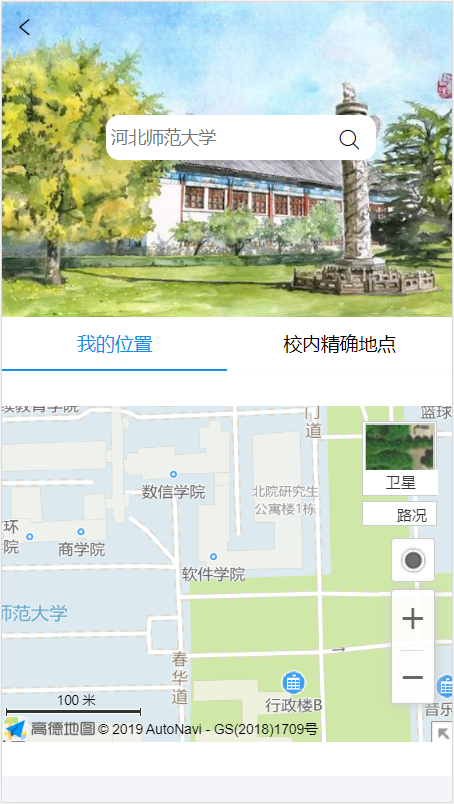 河北师范大学
我的位置
校内精确地点
续教育学院
门道
篮球
卫星
数信学院
北院研究生
公寓楼1栋
路况
环
院
商学院
软件学院
师范大学
春华道
行政楼B
音乐
100 米
高德地图 © 2019 AutoNavi - GS(2018)1709号